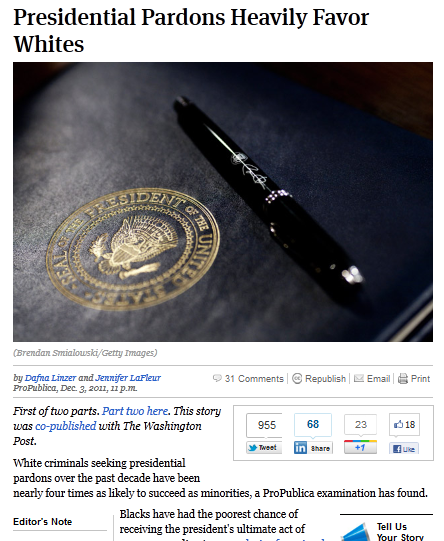 Presidential Pardons Heavily Favor
Whites
SEAL OF THE PRESIDENT OF THE UNITED STATES
(Brendan Smialowski/Getty Images)
by Dafna Linzer and Jennifer LaFleur
ProPublica, Dec. 3, 2011, 11 p.m.
31 Comments Republish Email Print
First of two parts. Part two here. This story
was co-published with The Washington
Post.
955 68 23 18
Tweet in Share +1 f Like
White criminals seeking presidential
pardons over the past decade have been
nearly four times as likely to succeed as minorities, a ProPublica examination has found.
Editor's Note
Blacks have had the poorest chance of
receiving the president's ultimate act of
Tell Us
Your Story